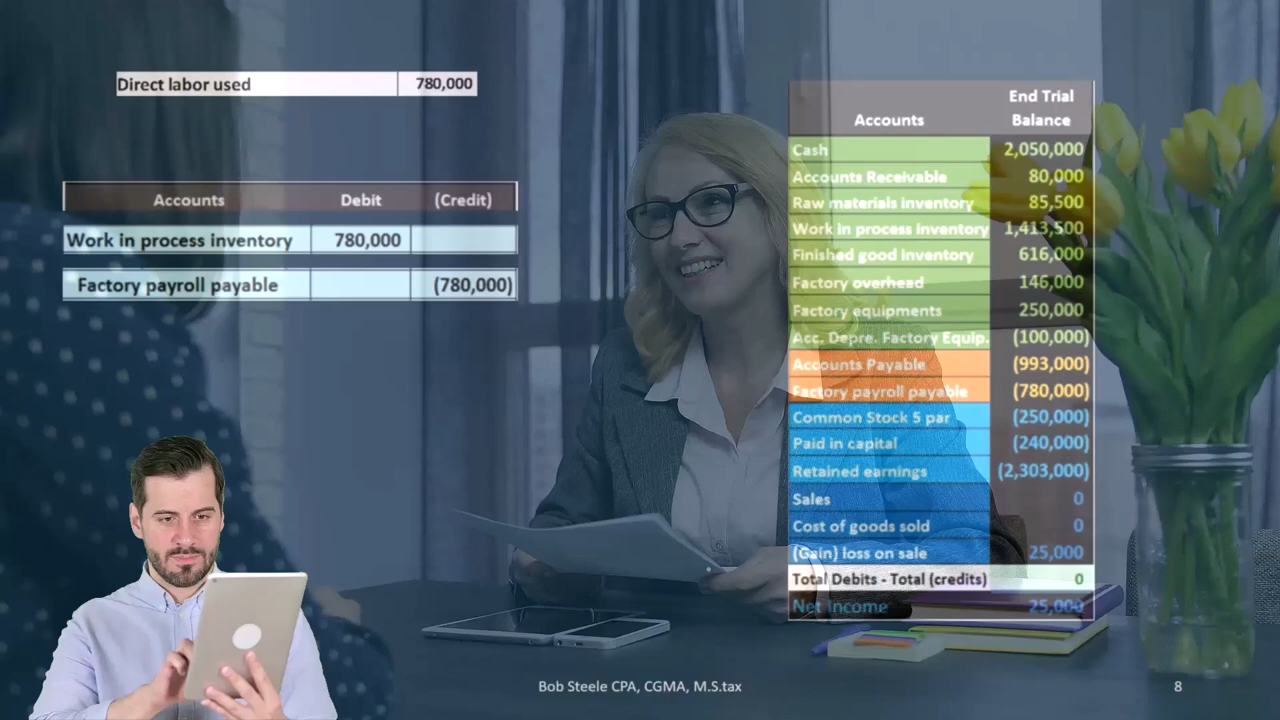 Direct labor used 780,000
Accounts Debit (Credit)
Work in process inventory 780,000
Factory payroll payable (780,000)
Accounts End Trial Balance
Cash 2,050,000
Accounts Receivable 80,000
Raw materials inventory 85,500
Work in process inventory 1,413,500
Finished good inventory 616,000
Factory overhead 146,000
Factory equipments 250,000
Acc. Depre. Factory Equip. (100,000)
Accounts Payable (993,000)
Factory payroll payable (780,000)
Common Stock 5 par (250,000)
Paid in capital (240,000)
Retained earnings (2,303,000)
Sales 0
Cost of goods sold 0
(Gain) loss on sale 25,000
Total Debits - Total (credits) 0
Net Income 25,000
Bob Steele CPA, CGMA, M.S.tax 8